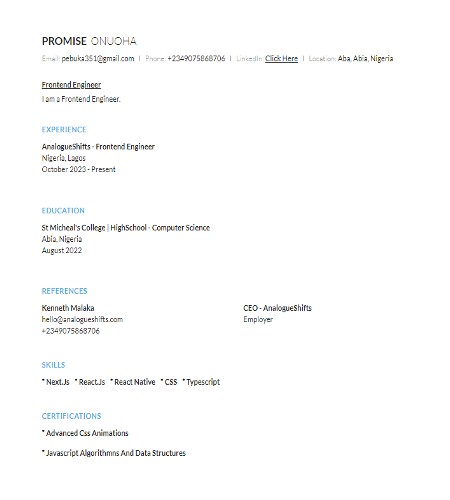 PROMISE ONUOHA
Email: pebuka351@gmail.com | Phone: +2349075868706 | LinkedIn: Click Here | Location: Aba, Abia, Nigeria
Frontend Engineer
I am a Frontend Engineer.
EXPERIENCE
AnalogueShifts - Frontend Engineer
Nigeria, Lagos
October 2023 - Present
EDUCATION
St Micheal's College | HighSchool - Computer Science
Abia, Nigeria
August 2022
REFERENCES
Kenneth Malaka CEO - AnalogueShifts
hello@analogueshifts.com Employer
+2349075868706
SKILLS
* Next.Js * React.Js * React Native * CSS * Typescript
CERTIFICATIONS
* Advanced Css Animations
* Javascript Algorithmns And Data Structures